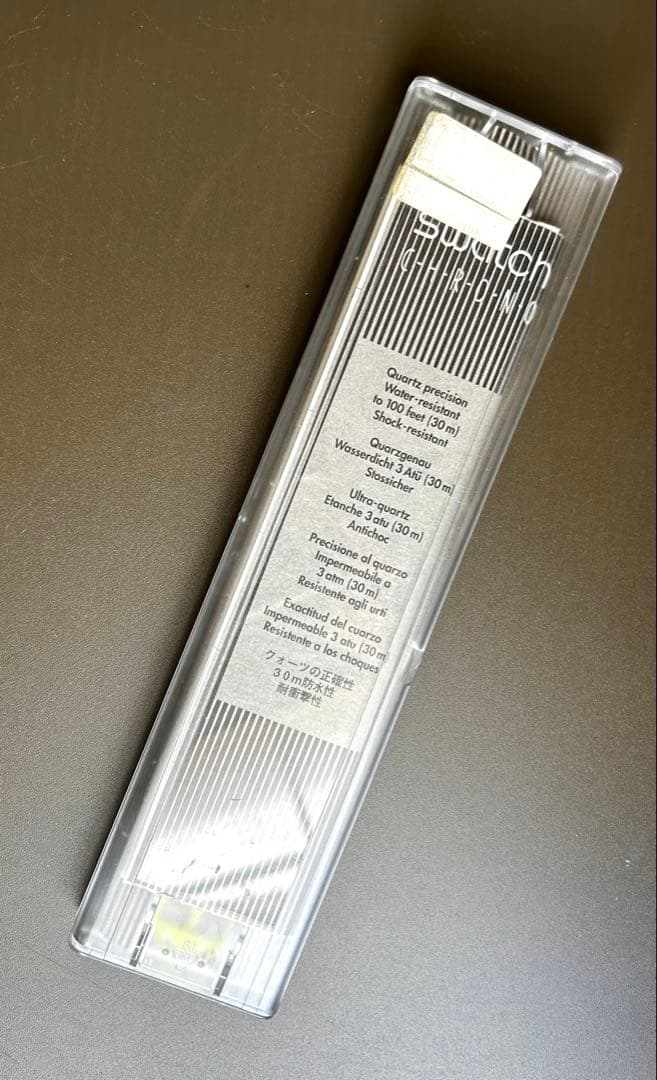 swatch
C-H-R-O-N-O
Quartz precision
Water-resistant
to 100 feet (30 m)
Shock-resistant
Quarzgenau
Wasserdicht 3 Atü (30 m)
Stossicher
Ultra-quartz
Etanche 3 atu (30 m)
Antichoc
Precisione al quarzo
Impermeabile a
3 atm (30 m)
Resistente agli urti
Exactitud del cuarzo
Impermeable 3 atu (30 m
Resistente a los choques
クォーツの正確性
30m防水性
耐衝撃性